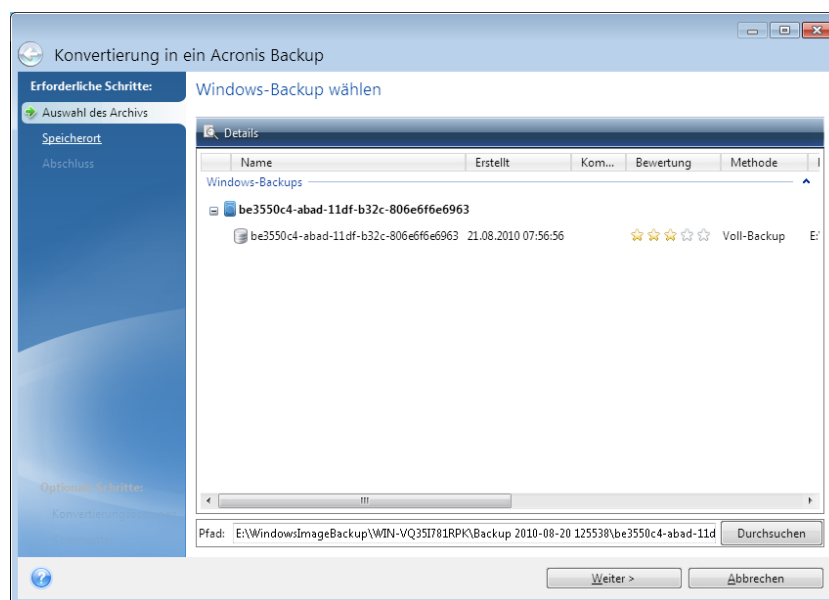 Konvertierung in ein Acronis Backup
Erforderliche Schritte:
Auswahl des Archivs
Speicherort
Abschluss
Optionale Schritte:
Windows-Backup wählen
Details
Name Erstellt Kom... Bewertung Methode
Windows-Backups
be3550c4-abad-11df-b32c-806e6f6e6963
be3550c4-abad-11df-b32c-806e6f6e6963 21.08.2010 07:56:56 Voll-Backup E:
Pfad: E:\WindowsImageBackup\WIN-VQ35I781RPK\Backup 2010-08-20 125538\be3550c4-abad-11d Durchsuchen
Weiter > Abbrechen